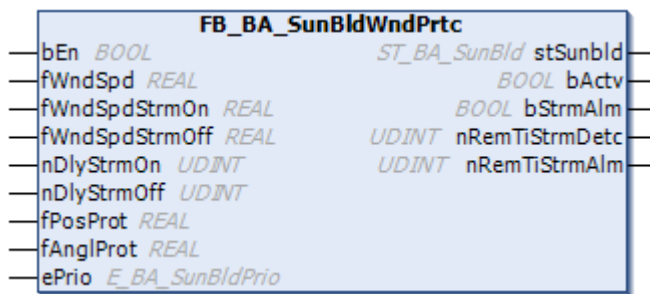 FB_BA_SunBldWndPrtc
bEn BOOL ST_BA_SunBld stSunbld
fWndSpd REAL BOOL bActv
fWndSpdStrmOn REAL BOOL bStrmAlm
fWndSpdStrmOff REAL UDINT nRemTiStrmDetc
nDlyStrmOn UDINT UDINT nRemTiStrmAlm
nDlyStrmOff UDINT
fPosProt REAL
fAnglProt REAL
ePrio E_BA_SunBldPrio